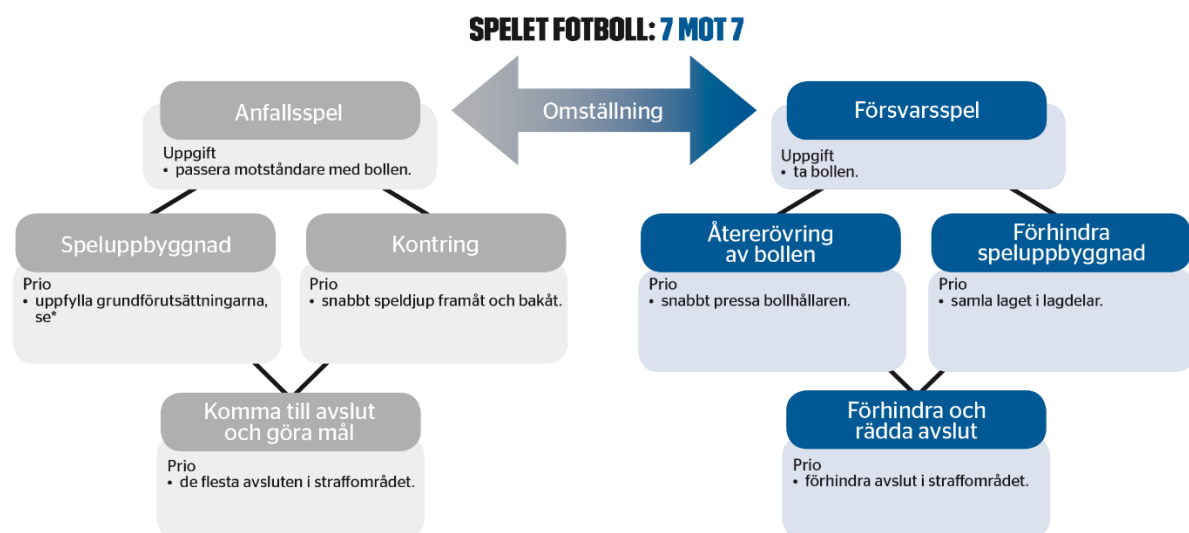 SPELET FOTBOLL: 7 MOT 7
Omställning
Anfallsspel
Uppgift
• passera motståndare med bollen.
Speluppbyggnad
Prio
• uppfylla grundförutsättningarna,
se*
Kontring
Prio
• snabbt speldjup framåt och bakåt.
Komma till avslut
och göra mål
Prio
• de flesta avsluten i straffområdet.
Försvarsspel
Uppgift
• ta bollen.
Återerövring
av bollen
Prio
• snabbt pressa bollhållaren.
Förhindra
speluppbyggnad
Prio
• samla laget i lagdelar.
Förhindra och
rädda avslut
Prio
• förhindra avslut i straffområdet.